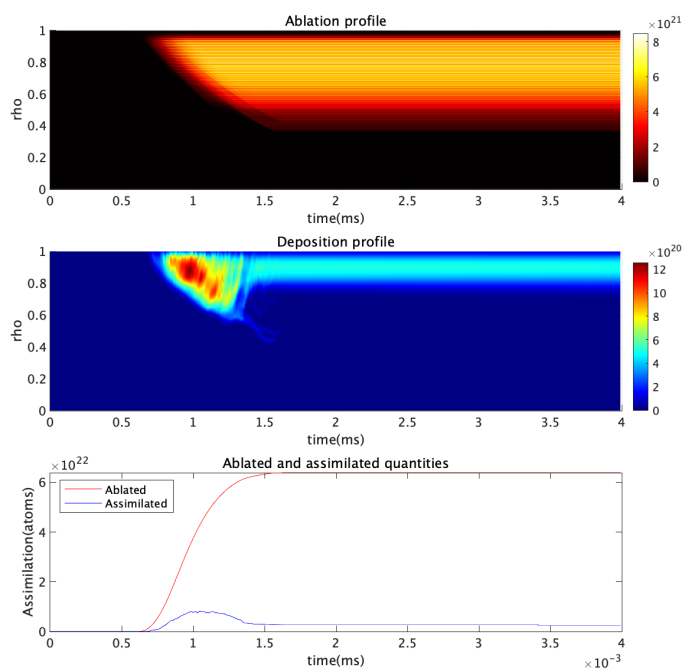 Ablation profile
×10^21
1
0.8
0.6
0.4
0.2
0
rho
8
6
4
2
0
0 0.5 1 1.5 2 2.5 3 3.5 4
time(ms)
Deposition profile
×10^20
1
0.8
0.6
0.4
0.2
0
rho
12
10
8
6
4
2
0
0 0.5 1 1.5 2 2.5 3 3.5 4
time(ms)
Ablated and assimilated quantities
×10^22
6
4
2
0
Assimilation(atoms)
Ablated
Assimilated
0 0.5 1 1.5 2 2.5 3 3.5 4
time(ms)
×10^-3